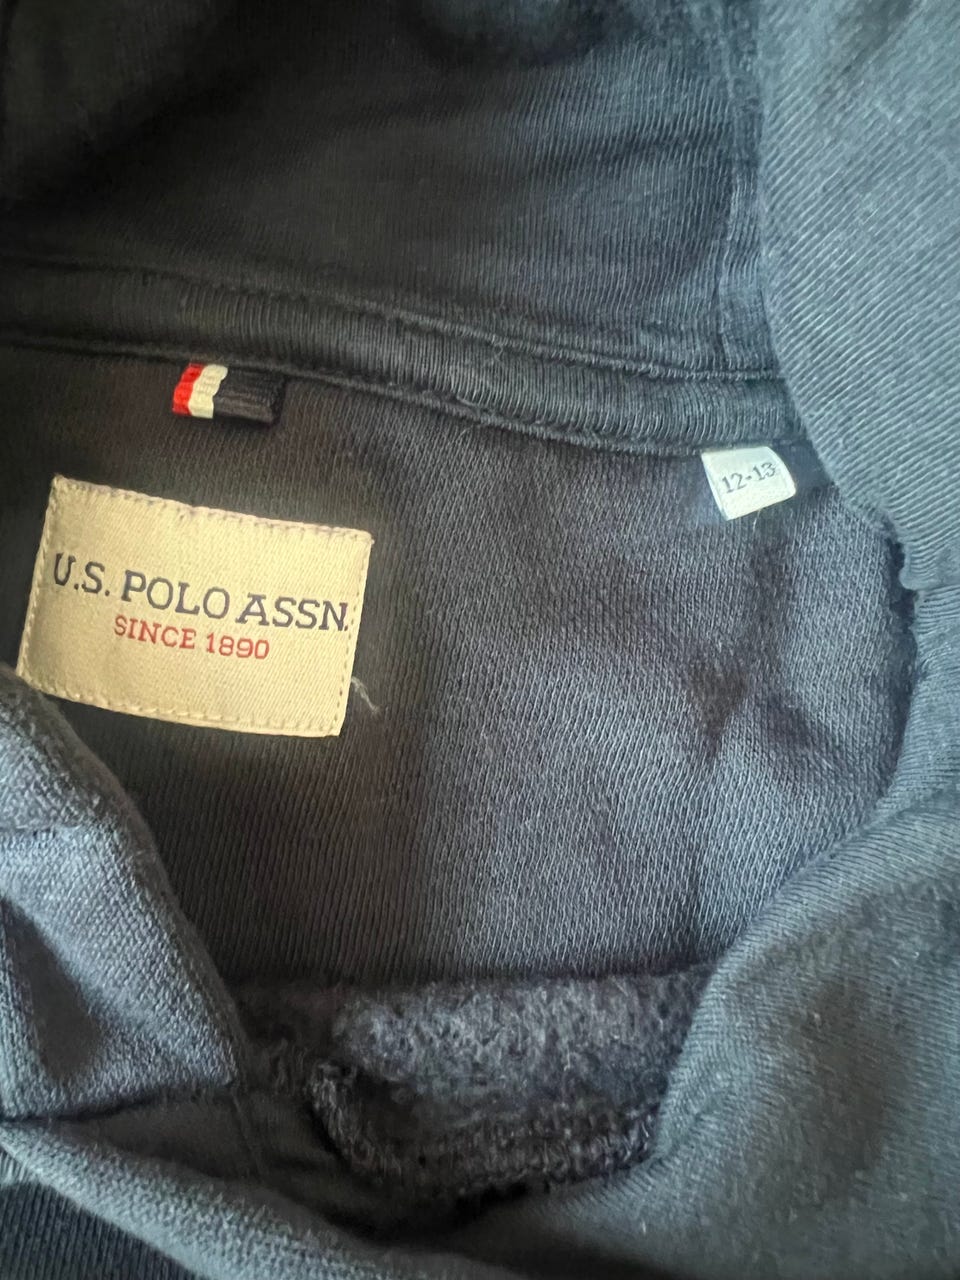 12-13
U.S. POLO ASSN.
SINCE 1890